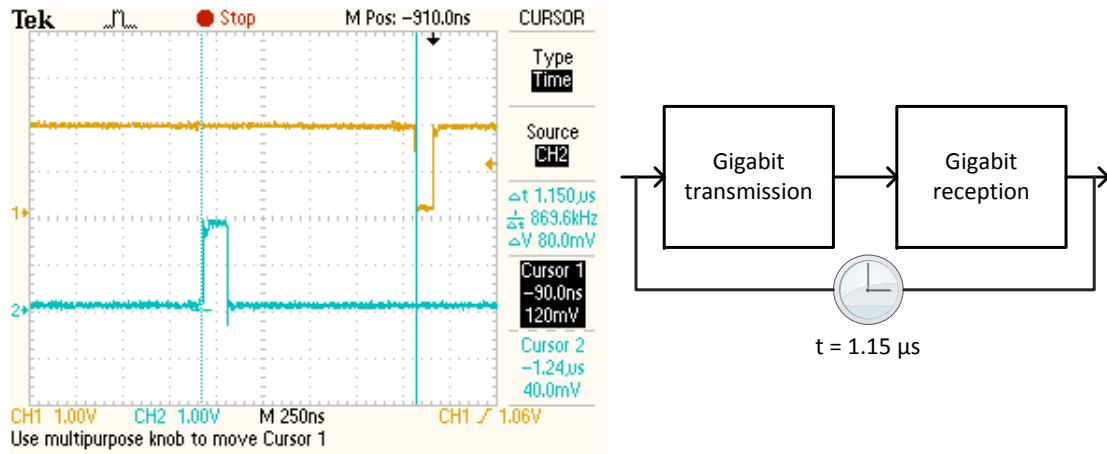 Tek
Stop
M Pos: -910.0ns
CURSOR
Type
Time
Source
CH2
Δt 1.150µs
1/Δt 869.6kHz
ΔV 80.0mV
Cursor 1
-90.0ns
120mV
Cursor 2
-1.24µs
40.0mV
1
2
CH1 1.00V
CH2 1.00V
M 250ns
CH1 / 1.06V
Use multipurpose knob to move Cursor 1
Gigabit
transmission
Gigabit
reception
t = 1.15 µs